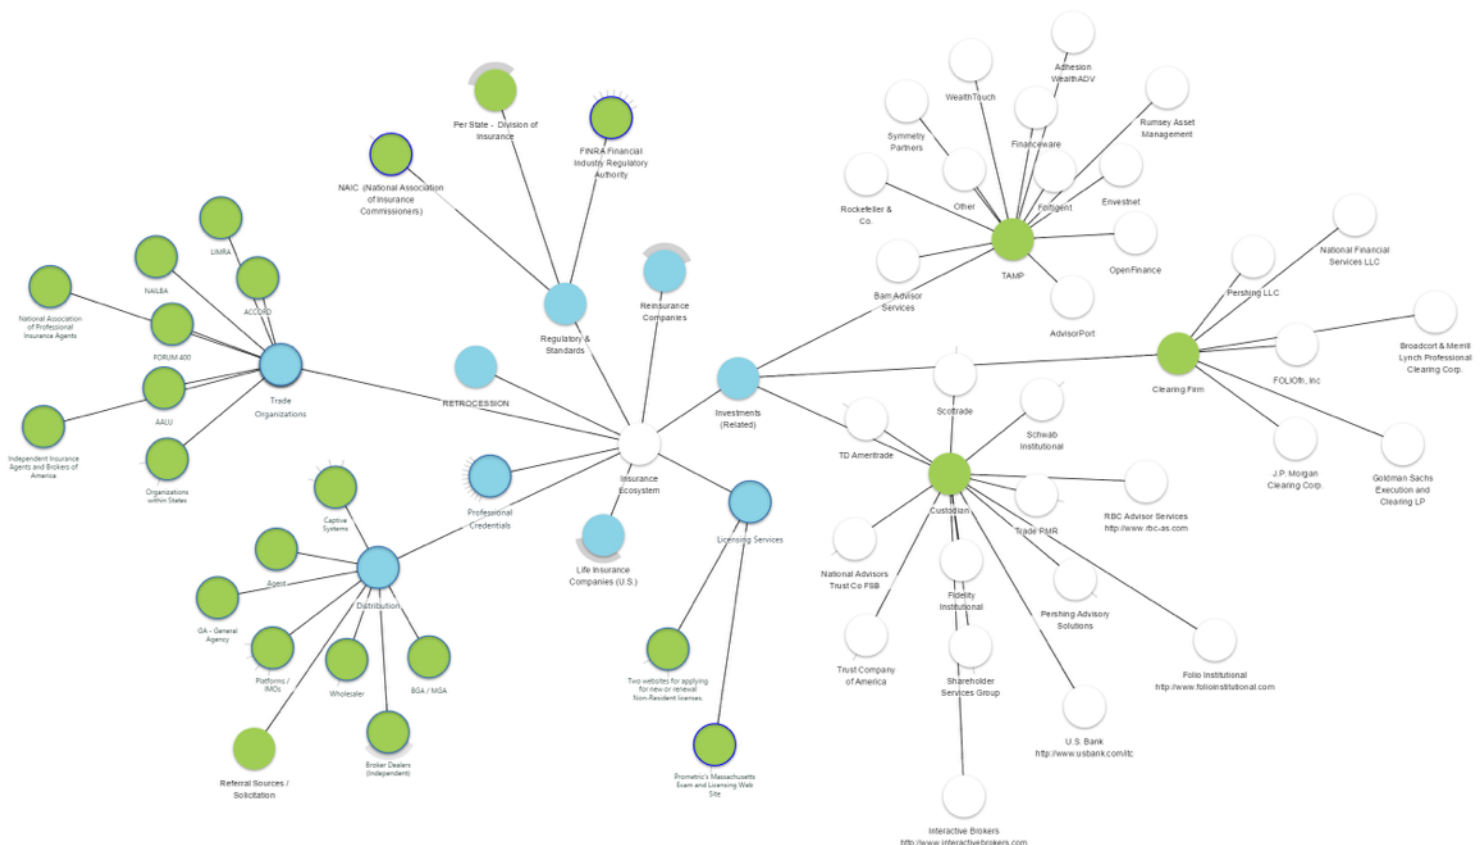 Adhesion
WealthADV
WealthTouch
Rumsey Asset
Management
Per State - Division of
Insurance
Symmetry
Partners
Financeware
FINRA Financial
Industry Regulatory
Authority
NAIC (National Association
of Insurance
Commissioners)
Rockefeller &
Co.
Other
Fortigent
Envestnet
LIMRA
National Financial
Services LLC
NAILBA
OpenFinance
TAMP
Pershing LLC
Bam Advisor
Services
ACCORD
Reinsurance
Companies
National Association
of Professional
Insurance Agents
AdvisorPort
Regulatory &
Standards
FORUM 400
Broadcort & Merrill
Lynch Professional
Clearing Corp.
FOLIOfn, Inc
Clearing Firm
Trade
Organizations
RETROCESSION
Investments
(Related)
Scottrade
AALU
Schwab
Institutional
TD Ameritrade
Independent Insurance
Agents and Brokers of
America
J.P. Morgan
Clearing Corp.
Goldman Sachs
Execution and
Clearing LP
Insurance
Ecosystem
Organizations
within States
Professional
Credentials
Custodian
RBC Advisor Services
http://www.rbc-as.com
Captive
Systems
Trade PMR
Licensing Services
Life Insurance
Companies (U.S.)
National Advisors
Trust Co FSB
Agent
Distribution
Fidelity
Institutional
Pershing Advisory
Solutions
GA - General
Agency
Trust Company
of America
Platforms /
IMOs
Wholesaler
BGA / MGA
Two websites for applying
for new or renewal
Non-Resident licenses.
Shareholder
Services Group
Folio Institutional
http://www.folioinstitutional.com
U.S. Bank
http://www.usbank.com/itc
Broker Dealers
(Independent)
Referral Sources /
Solicitation
Prometric's Massachusetts
Exam and Licensing Web
Site
Interactive Brokers
http://www.interactivebrokers.com